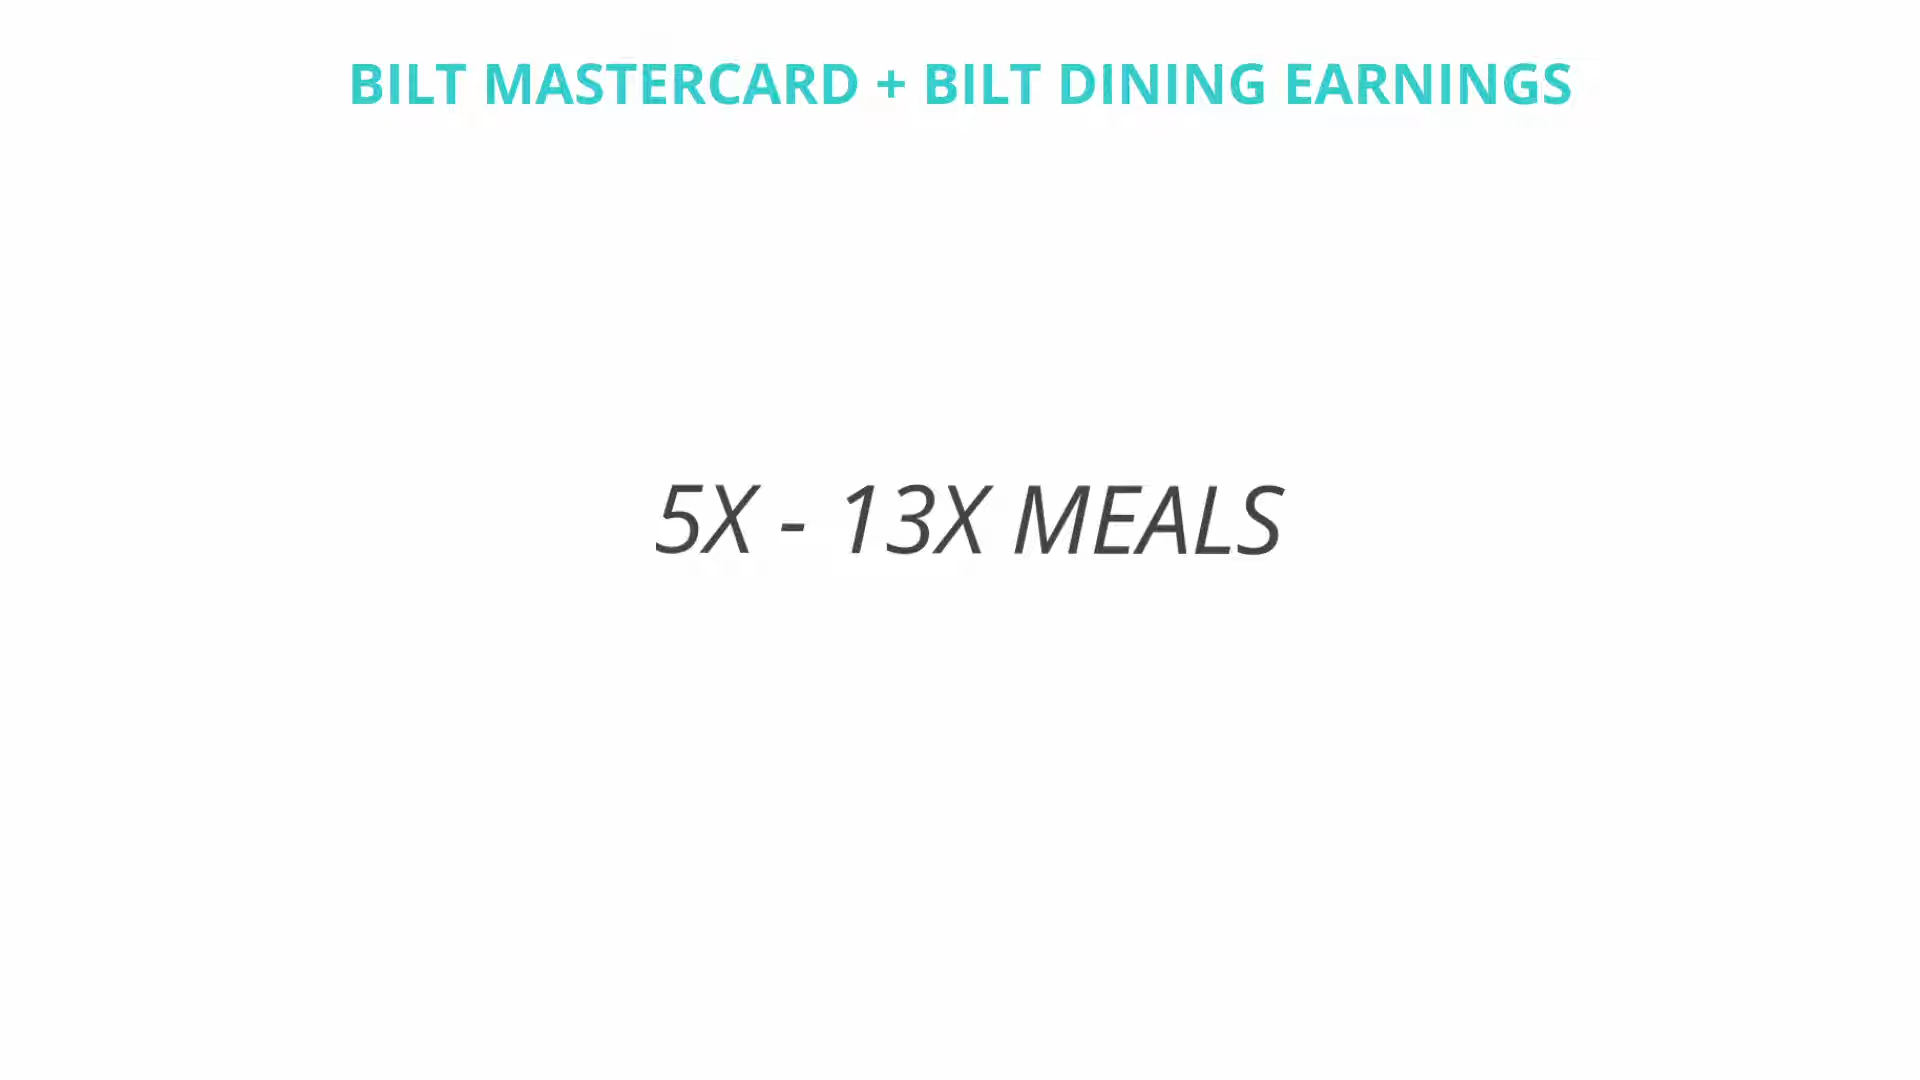 BILT MASTERCARD + BILT DINING EARNINGS
5X - 13X MEALS